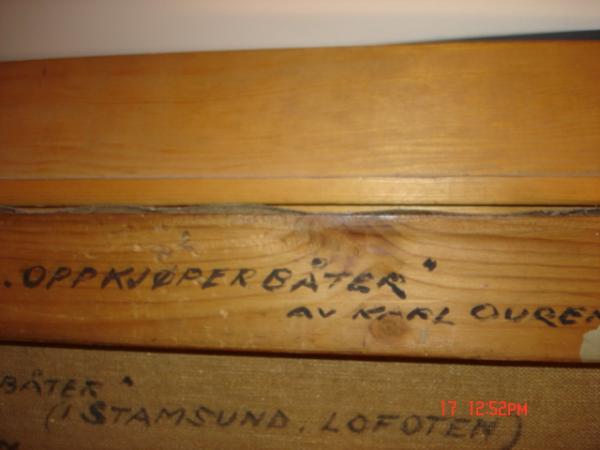 „OPPKJØPERBÅTER"
AV KARL OUREN
BÅTER"
(I STAMSUND, LOFOTEN)
17 12:52PM